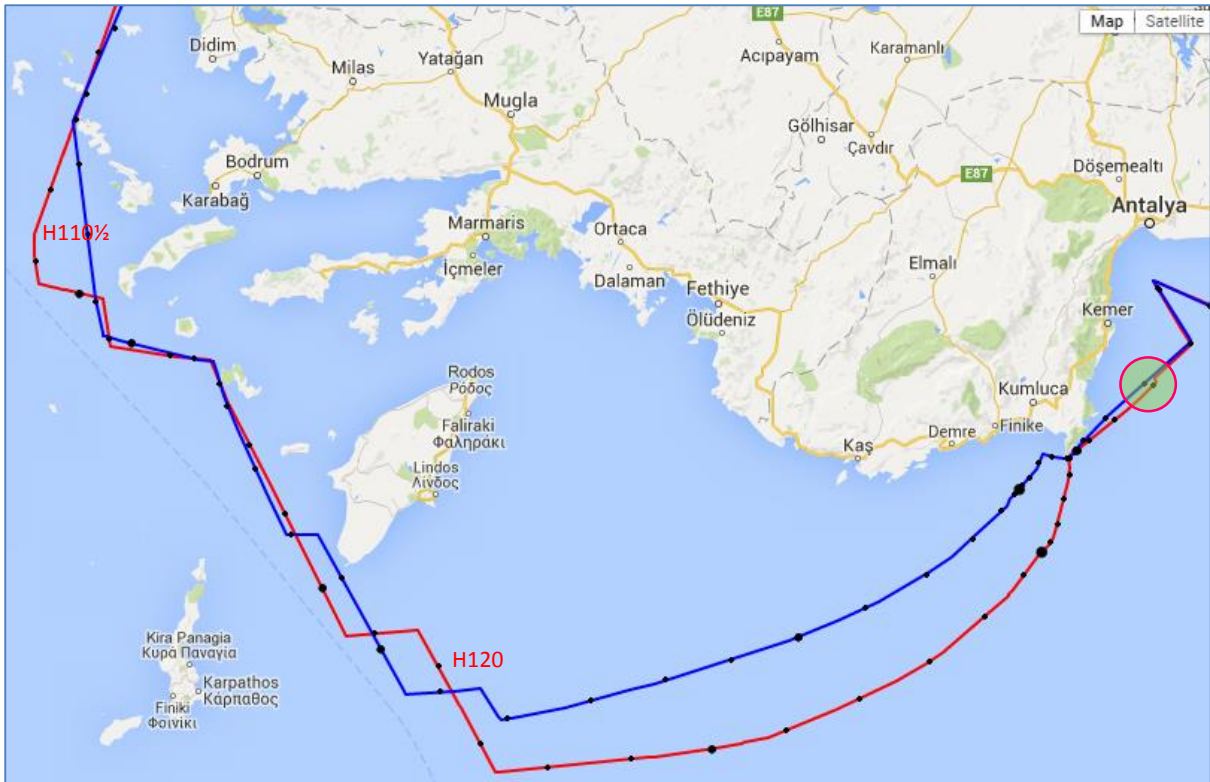 E87
Map
Satellite
Didim
Yatağan
Acıpayam
Karamanlı
Milas
Mugla
Gölhisar
Çavdır
E87
Döşemealtı
Bodrum
Karabağ
Antalya
H110½
Marmaris
Ortaca
İçmeler
Elmalı
Dalaman
Fethiye
Ölüdeniz
Kemer
Rodos
Ρόδος
Kumluca
Faliraki
Φαληράκι
Kaş
Demre
Finike
Lindos
Λίνδος
Kira Panagia
Κυρά Παναγία
H120
Karpathos
Κάρπαθος
Finiki
Φοινίκι